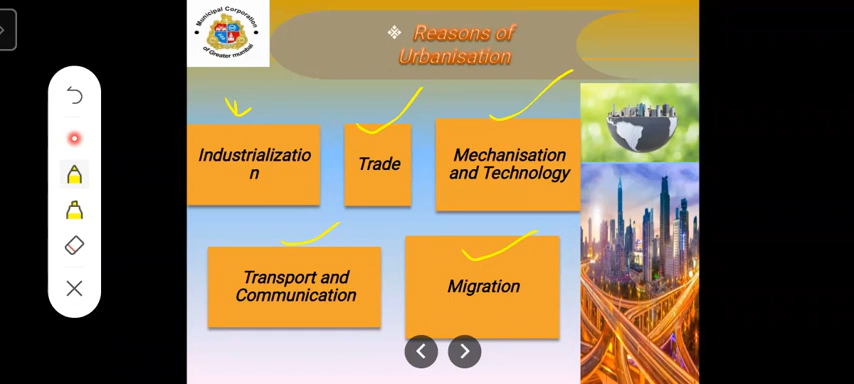 Municipal Corporation
of Greater mumbai
❖ Reasons of
Urbanisation
Industrializatio
n
Trade
Mechanisation
and Technology
Transport and
Communication
Migration